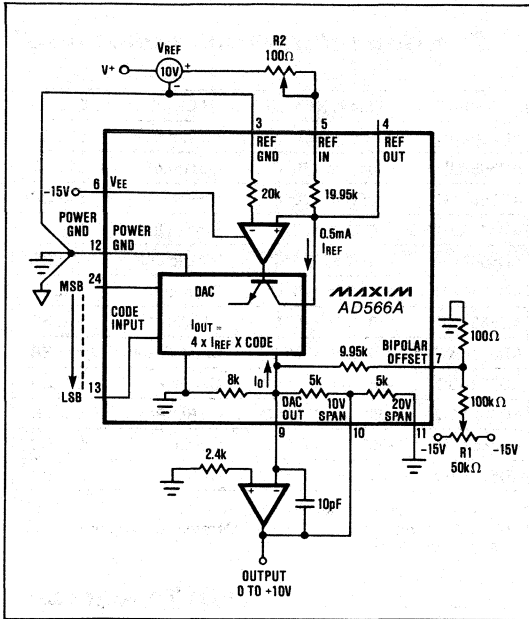 VREF
R2
100Ω
V+
10V
+
−
3
5
4
REF
GND
REF
IN
REF
OUT
6
VEE
-15V
20k
19.95k
POWER
GND
12
POWER
GND
−
+
0.5mA
IREF
24
MSB
DAC
MAXIM
AD566A
CODE
INPUT
IOUT =
4 x IREF X CODE
BIPOLAR
OFFSET
7
100Ω
9.95k
IO
13
LSB
8k
5k
5k
DAC
OUT
10V
SPAN
20V
SPAN
9
10
11
100kΩ
-15V
-15V
R1
50kΩ
2.4k
+
−
10pF
OUTPUT
0 TO +10V